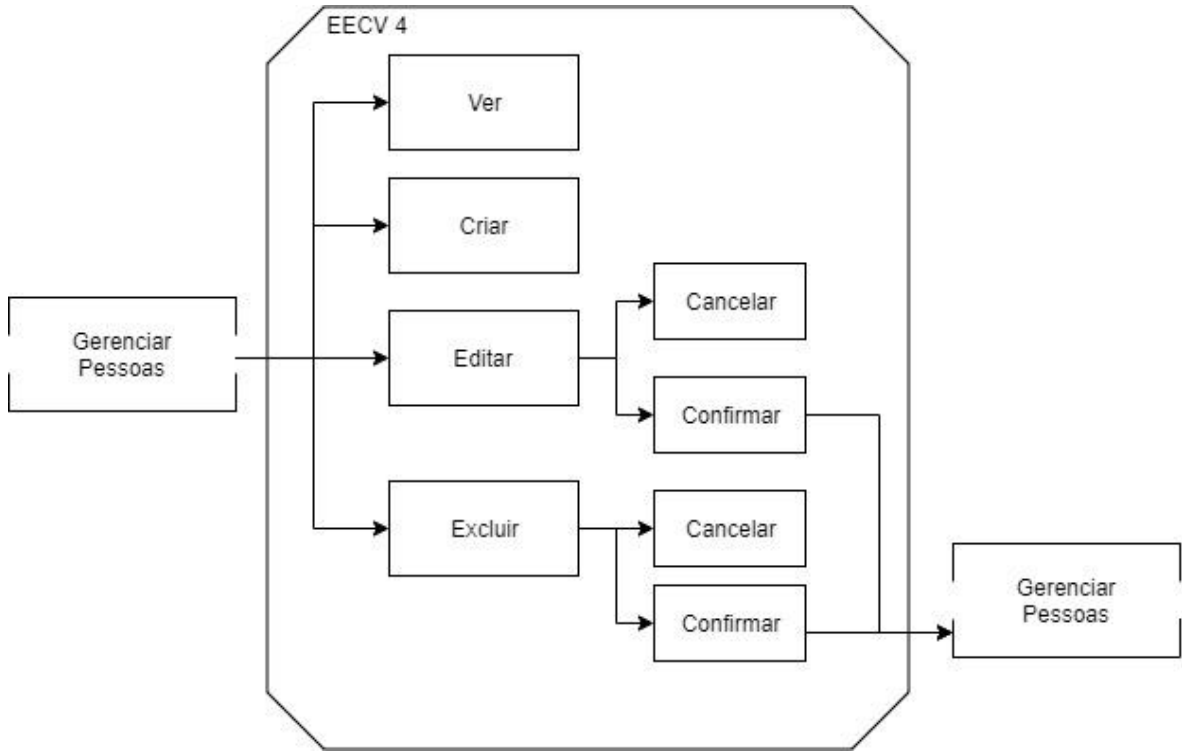 EECV 4
Ver
Criar
Gerenciar
Pessoas
Editar
Cancelar
Confirmar
Excluir
Cancelar
Confirmar
Gerenciar
Pessoas